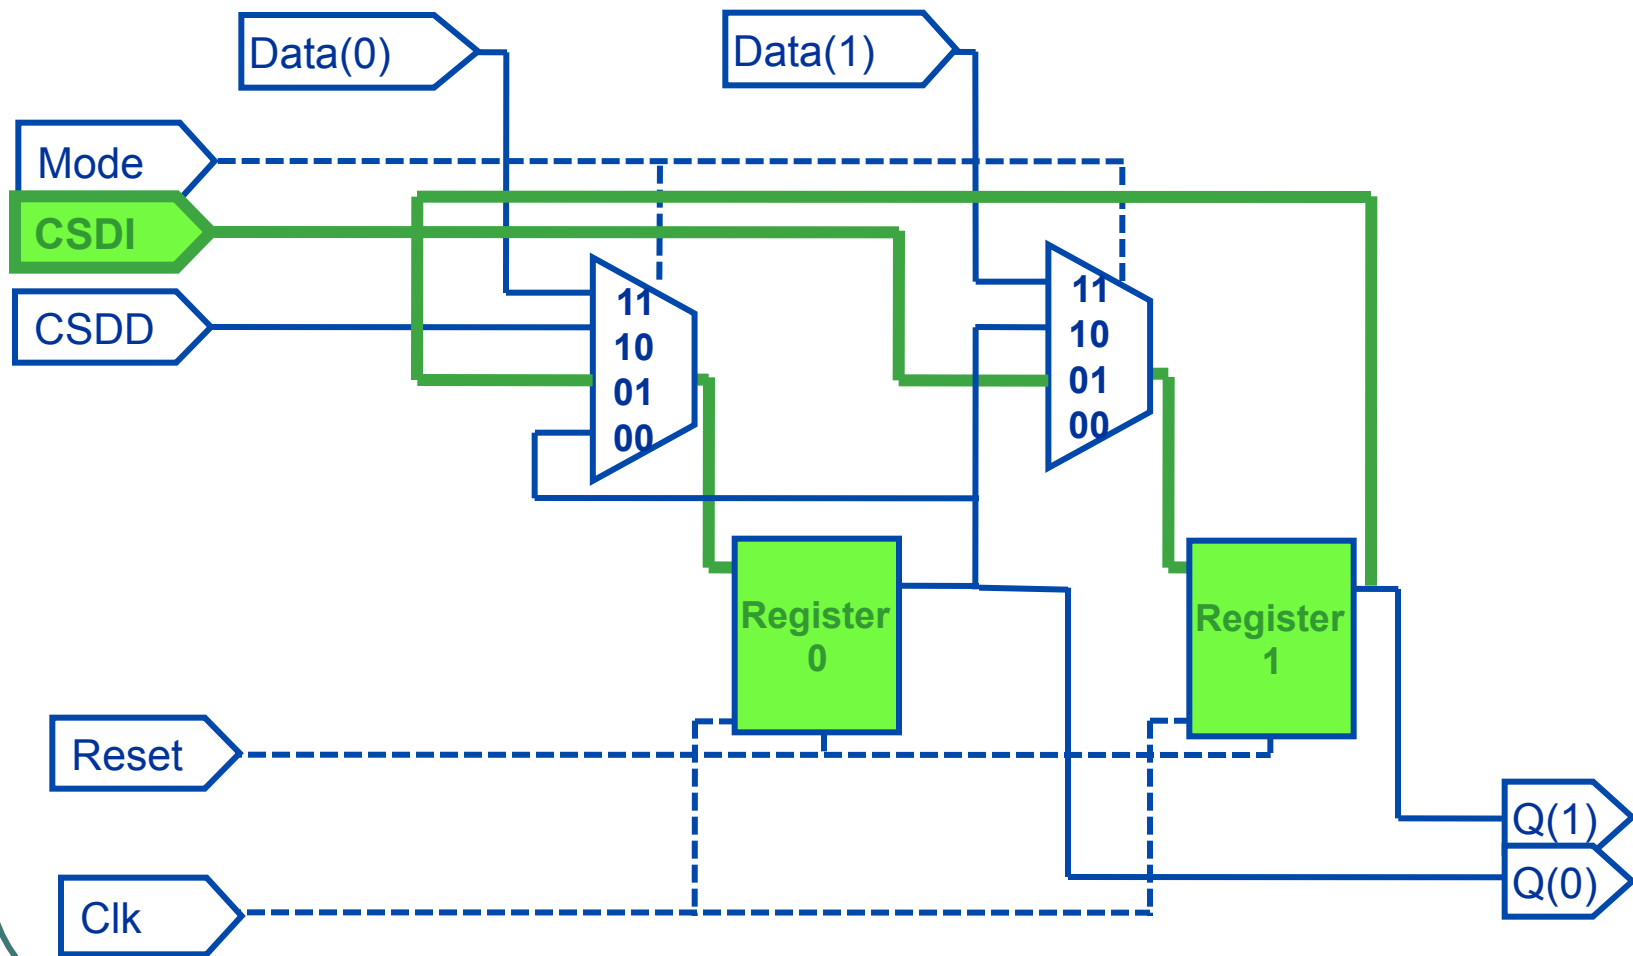 Data(0)
Data(1)
Mode
CSDI
CSDD
11
10
01
00
11
10
01
00
Register
0
Register
1
Reset
Clk
Q(1)
Q(0)